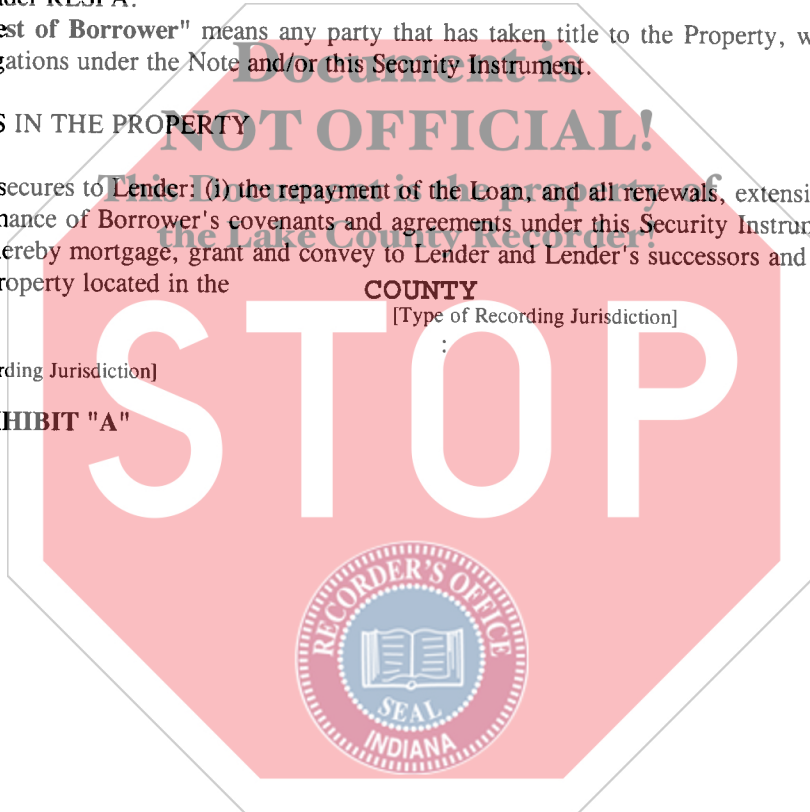 est of Borrower" means any party that has taken title to the Property, w
Document is
gations under the Note and/or this Security Instrument.
S IN THE PROPERTY
NOT OFFICIAL!
This Document is the property of
secures to Lender: (i) the repayment of the Loan, and all renewals, extensi
nance of Borrower's covenants and agreements under this Security Instrum
the Lake County Recorder!
ereby mortgage, grant and convey to Lender and Lender's successors and
roperty located in the COUNTY
[Type of Recording Jurisdiction]
:
rding Jurisdiction]
HIBIT "A"
STOP
RECORDER'S OFFICE
SEAL
INDIANA